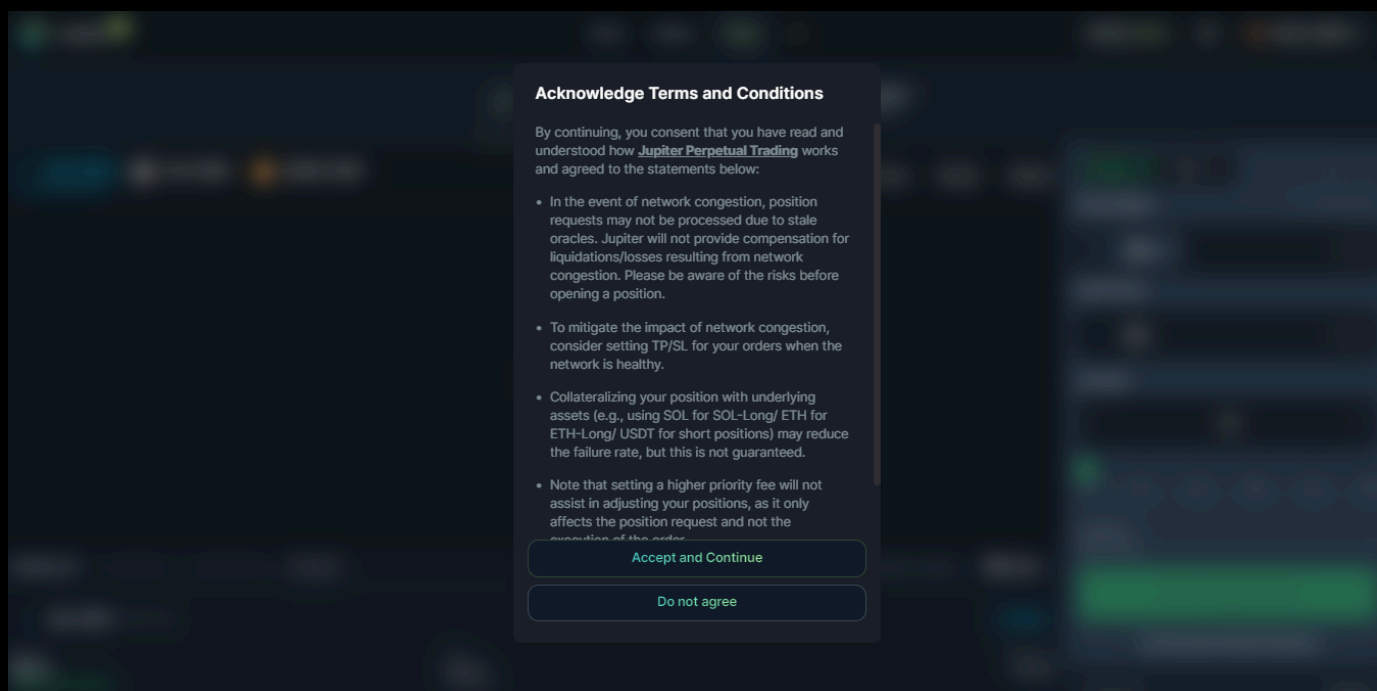 Acknowledge Terms and Conditions
By continuing, you consent that you have read and
understood how Jupiter Perpetual Trading works
and agreed to the statements below:
• In the event of network congestion, position
requests may not be processed due to stale
oracles. Jupiter will not provide compensation for
liquidations/losses resulting from network
congestion. Please be aware of the risks before
opening a position.
• To mitigate the impact of network congestion,
consider setting TP/SL for your orders when the
network is healthy.
• Collateralizing your position with underlying
assets (e.g., using SOL for SOL-Long/ ETH for
ETH-Long/ USDT for short positions) may reduce
the failure rate, but this is not guaranteed.
• Note that setting a higher priority fee will not
assist in adjusting your positions, as it only
affects the position request and not the
execution of the order
Accept and Continue
Do not agree